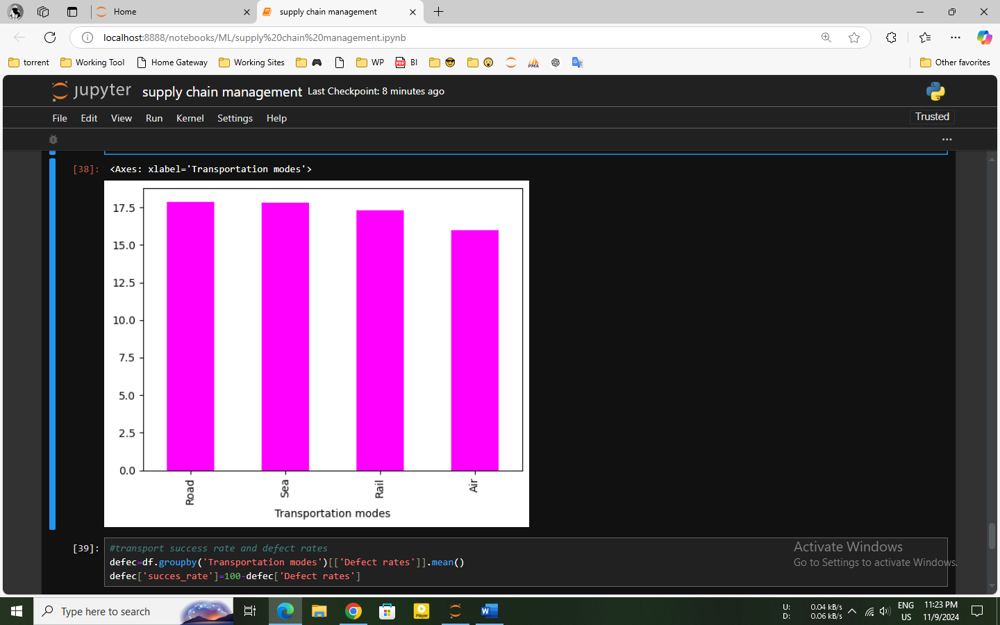 Home
supply chain management
localhost:8888/notebooks/ML/supply%20chain%20management.ipynb
torrent
Working Tool
Home Gateway
Working Sites
WP
PDF
BI
PMA
Other favorites
jupyter
supply chain management
Last Checkpoint: 8 minutes ago
File Edit View Run Kernel Settings Help
Trusted
[38]: <Axes: xlabel='Transportation modes'>
17.5
15.0
12.5
10.0
7.5
5.0
2.5
0.0
Road
Sea
Rail
Air
Transportation modes
[39]: #transport success rate and defect rates
defec=df.groupby('Transportation modes')[['Defect rates']].mean()
defec['succes_rate']=100-defec['Defect rates']
Activate Windows
Go to Settings to activate Windows.
Type here to search
Player
W
U: 0.04 kB/s
D: 0.06 kB/s
ENG
US
11:23 PM
11/9/2024